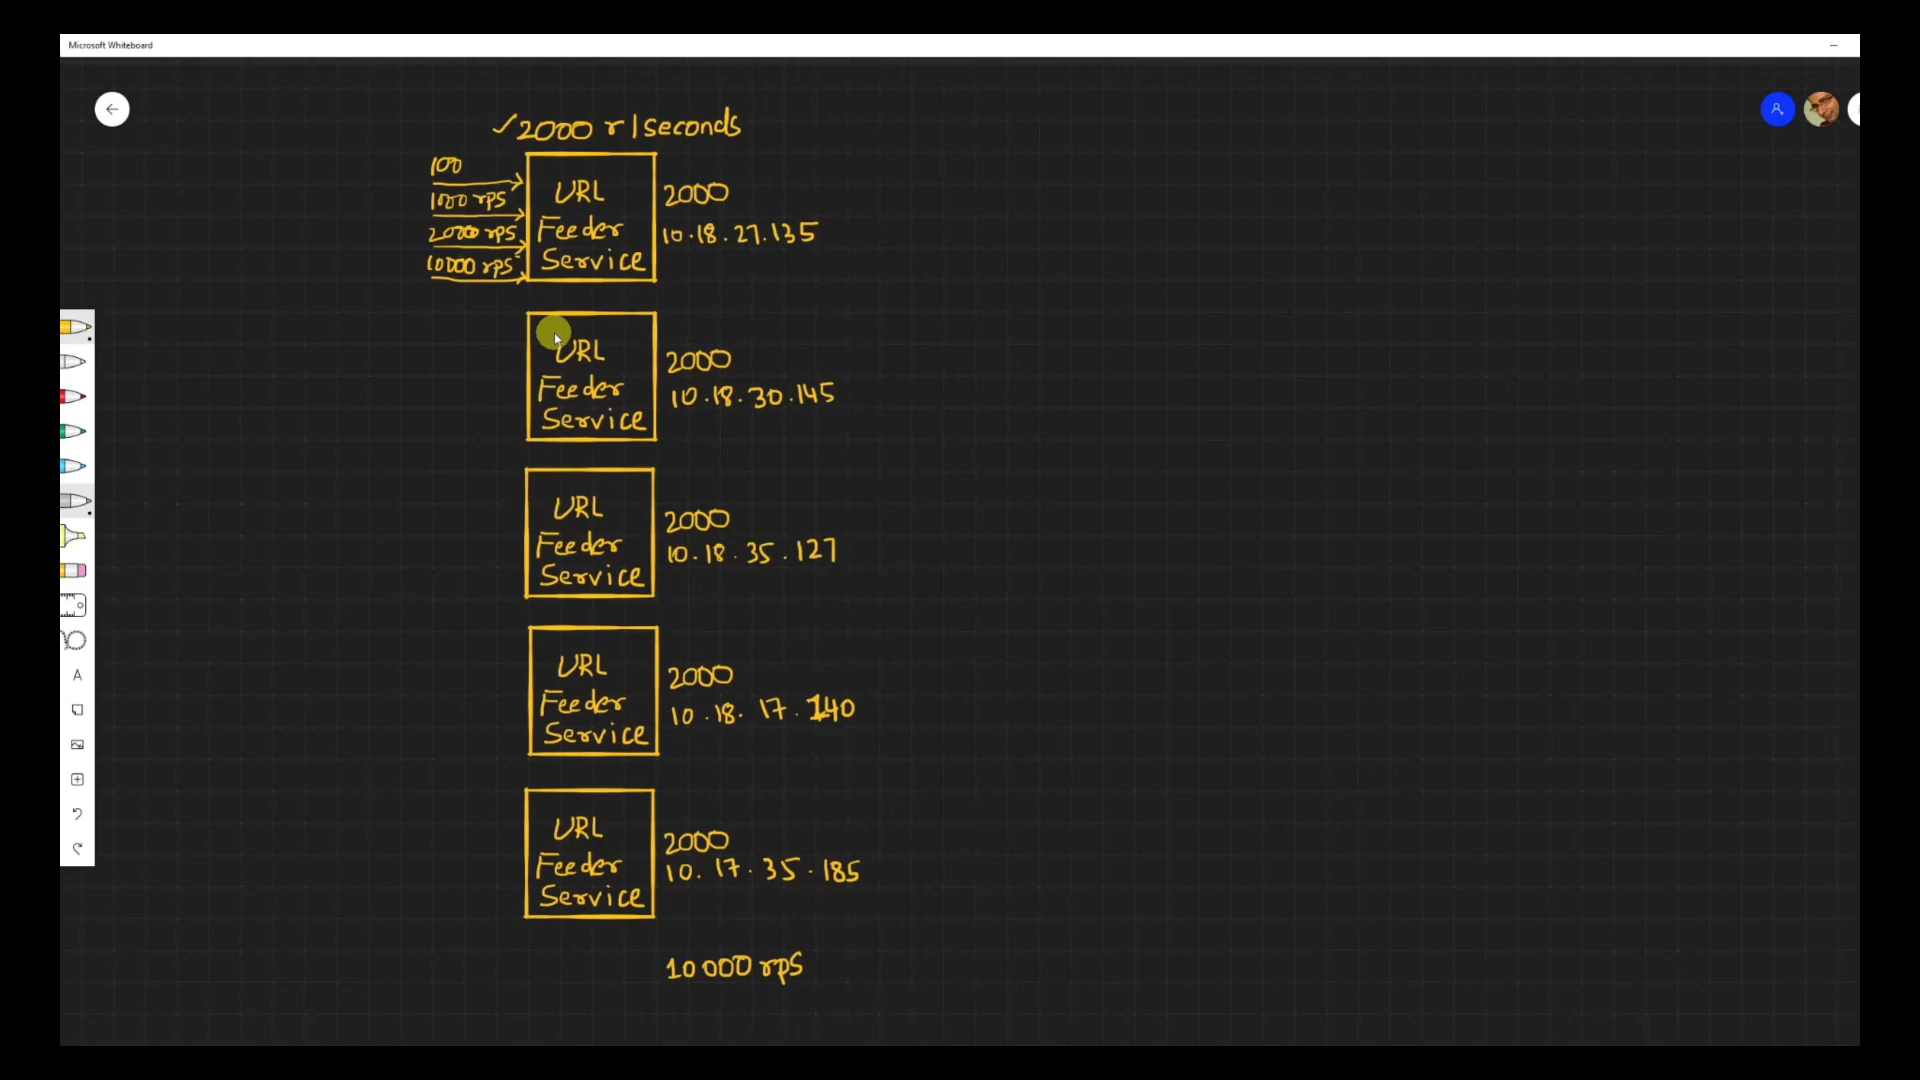 Microsoft Whiteboard
✓2000 r|seconds
100
1000 rps
2000 rps
10000 rps
URL
Feeder
Service
2000
10.18.27.135
URL
Feeder
Service
2000
10.18.30.145
URL
Feeder
Service
2000
10.18.35.127
URL
Feeder
Service
2000
10.18.17.140
URL
Feeder
Service
2000
10.17.35.185
10000 rps
A